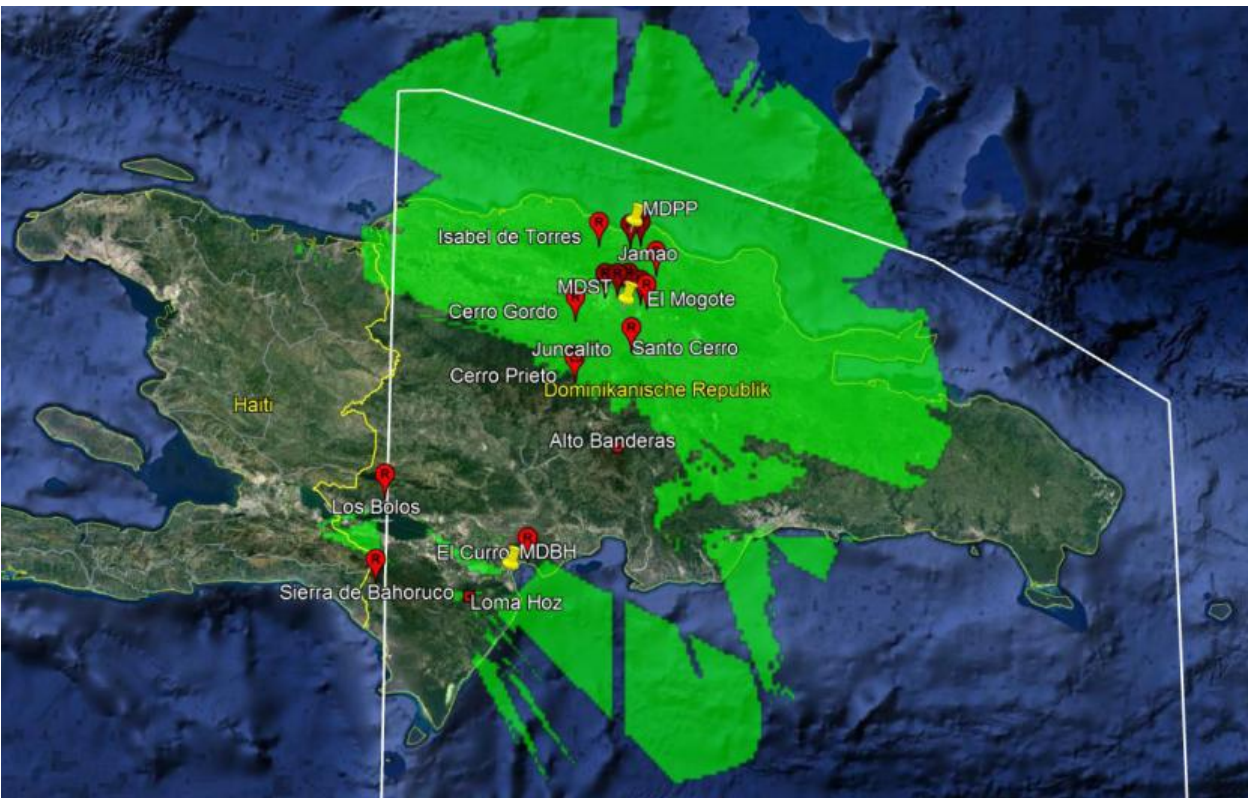 MDPP
Isabel de Torres
Jamao
MDST
El Mogote
Cerro Gordo
Juncalito
Santo Cerro
Cerro Prieto
Dominikanische Republik
Haiti
Alto Banderas
Los Bolos
El Curro
MDBH
Sierra de Bahoruco
Loma Hoz
R
R
R
R
R
R
R
R
R